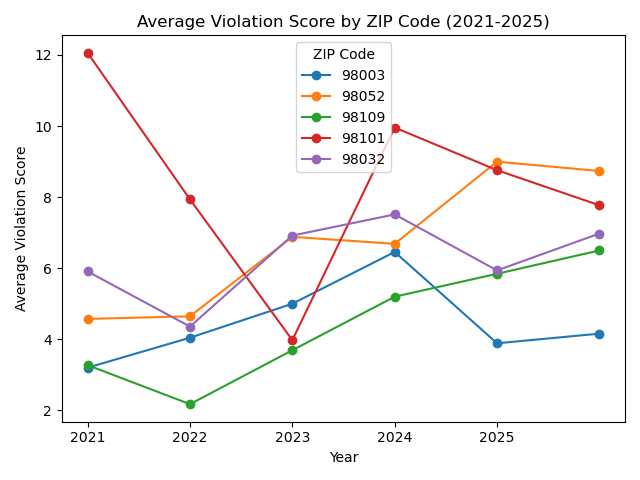 Average Violation Score by ZIP Code (2021-2025)
Average Violation Score
12
10
8
6
4
2
ZIP Code
98003
98052
98109
98101
98032
2021 2022 2023 2024 2025
Year